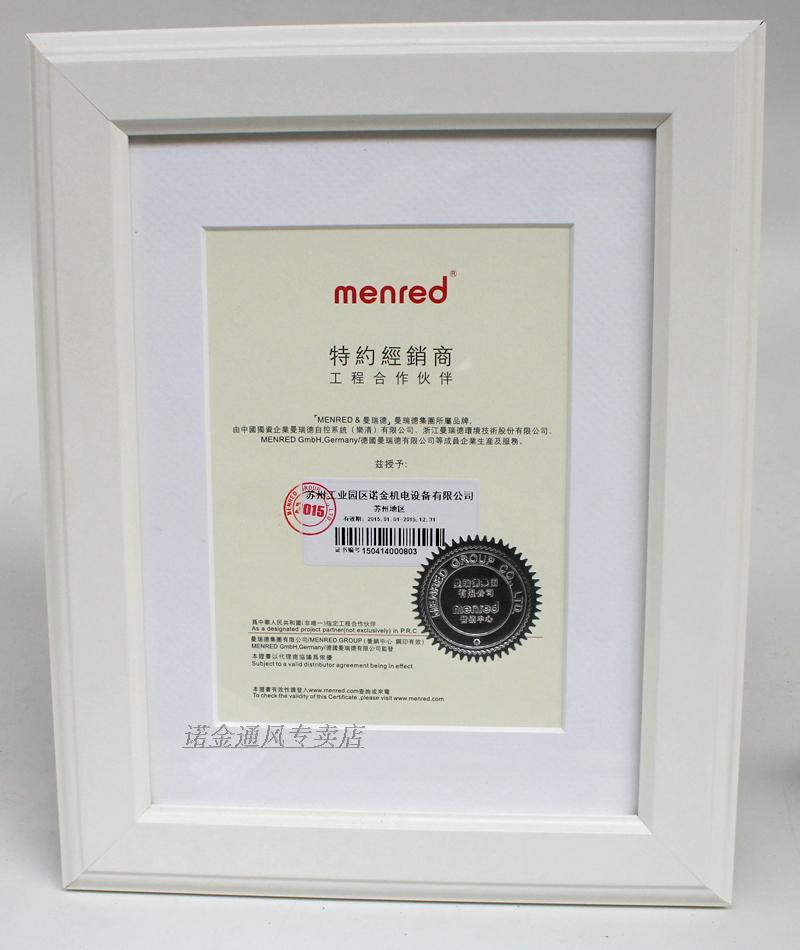 menred®
特約經銷商
工程合作伙伴
「MENRED & 曼瑞德」曼瑞德集團所屬品牌,
由中國獨資企業曼瑞德自控系統（樂清）有限公司、浙江曼瑞德環境技術股份有限公司、
MENRED GmbH,Germany/德國曼瑞德有限公司等成員企業生產及服務。
兹授予:
苏州工业园区诺金机电设备有限公司
苏州地区
有效期: 2015.01.01-2015.12.31
证书编号 150414000803
MENRED GROUP CO., LTD
2015
MENRED GROUP CO., LTD
曼瑞德集團
有限公司
menred
營銷中心
爲中華人民共和國(非唯一)指定工程合作伙伴
As a designated project partner(not exclusively) in P.R.C
曼瑞德集團有限公司/MENRED GROUP (營銷中心 鋼印有效)
MENRED GmbH,Germany/德國曼瑞德有限公司監發
本證書以代理商協議爲依據
Subject to a valid distributor agreement being in effect
本證書有效性請登入www.menred.com查詢或來電
To check the validity of this Certificate ,please visit www.menred.com
诺金通风专卖店